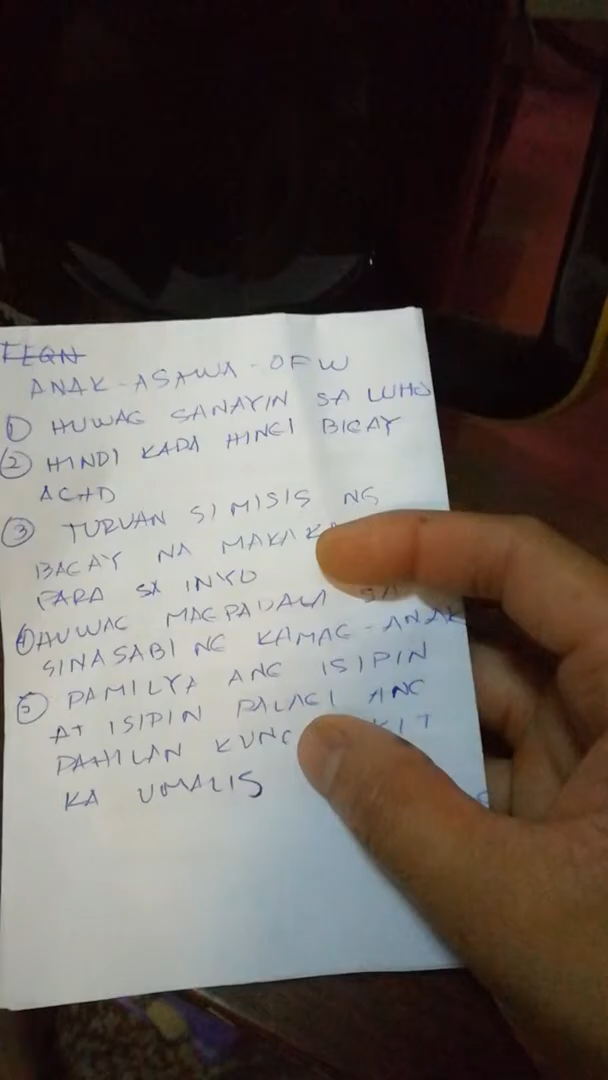 ANAK-ASAWA-OFW
① HUWAG SANAYIN SA LUHO
② HINDI KADA HINGI BIGAY
AGAD
③ TURUAN SI MISIS NG
BAGAY NA
PARA SA INYO
④ HUWAG MAGPADALA SA
SINASABI NG KAMAG-ANAK
⑤ PAMILYA ANG ISIPIN
AT ISIPIN PALAGI ANG
DAHILAN KUNG
KA UMALIS